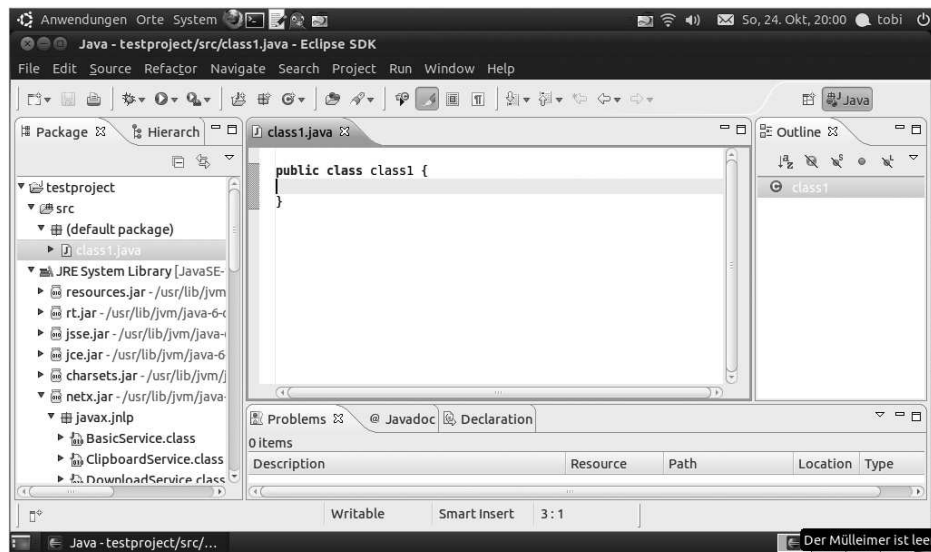 Anwendungen Orte System So, 24. Okt, 20:00 tobi
Java - testproject/src/class1.java - Eclipse SDK
File Edit Source Refactor Navigate Search Project Run Window Help
Java
Package Hierarch
class1.java
Outline
testproject
src
(default package)
class1.java
JRE System Library [JavaSE-
resources.jar - /usr/lib/jvm
rt.jar - /usr/lib/jvm/java-6-
jsse.jar - /usr/lib/jvm/java-
jce.jar - /usr/lib/jvm/java-6
charsets.jar - /usr/lib/jvm/j
netx.jar - /usr/lib/jvm/java-
javax.jnlp
BasicService.class
ClipboardService.class
DownloadService.class
public class class1 {
}
class1
Problems @ Javadoc Declaration
0 items
Description Resource Path Location Type
Writable Smart Insert 3 : 1
Java - testproject/src/...
Der Mülleimer ist lee